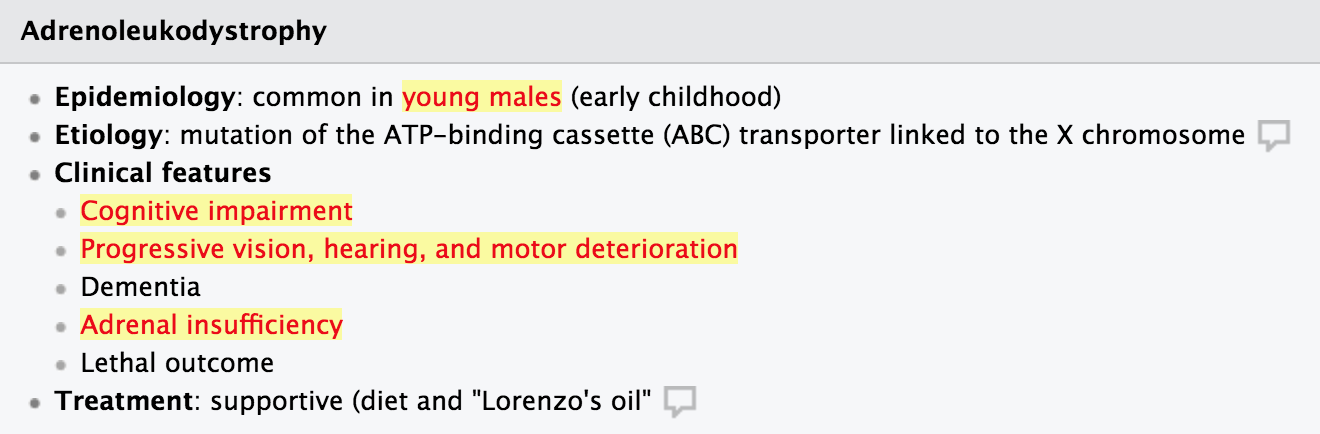 Adrenoleukodystrophy
Epidemiology: common in young males (early childhood)
Etiology: mutation of the ATP-binding cassette (ABC) transporter linked to the X chromosome
Clinical features
Cognitive impairment
Progressive vision, hearing, and motor deterioration
Dementia
Adrenal insufficiency
Lethal outcome
Treatment: supportive (diet and "Lorenzo's oil"